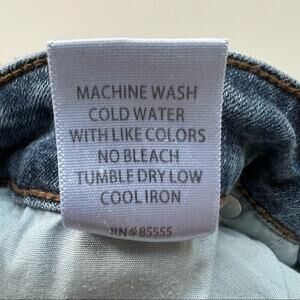 MACHINE WASH
COLD WATER
WITH LIKE COLORS
NO BLEACH
TUMBLE DRY LOW
COOL IRON
RN# 85555